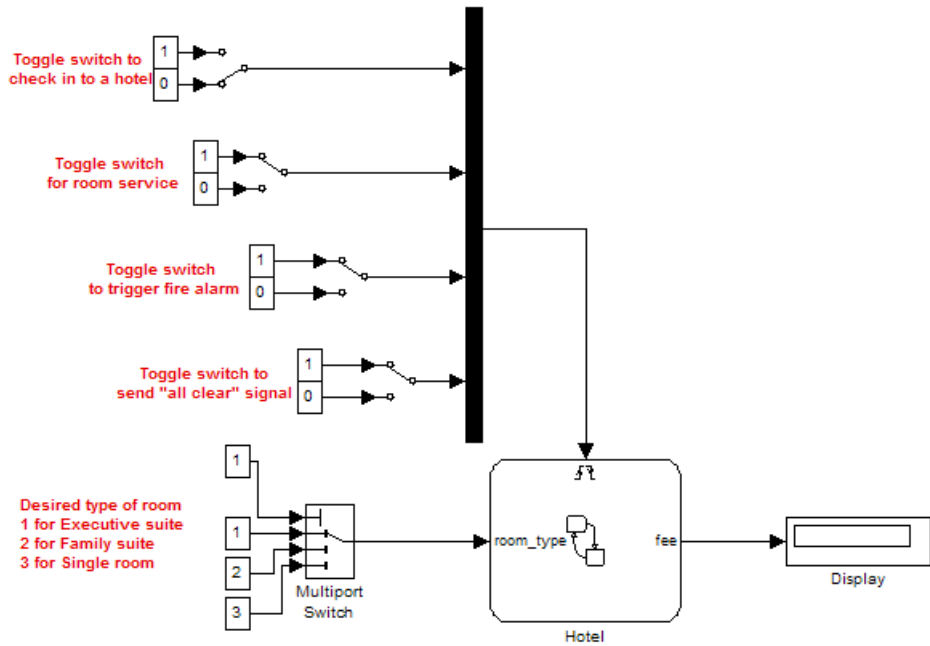 Toggle switch to
check in to a hotel
1
0
Toggle switch
for room service
1
0
Toggle switch
to trigger fire alarm
1
0
Toggle switch to
send "all clear" signal
1
0
Desired type of room
1 for Executive suite
2 for Family suite
3 for Single room
1
1
2
3
Multiport
Switch
room_type
fee
Hotel
Display